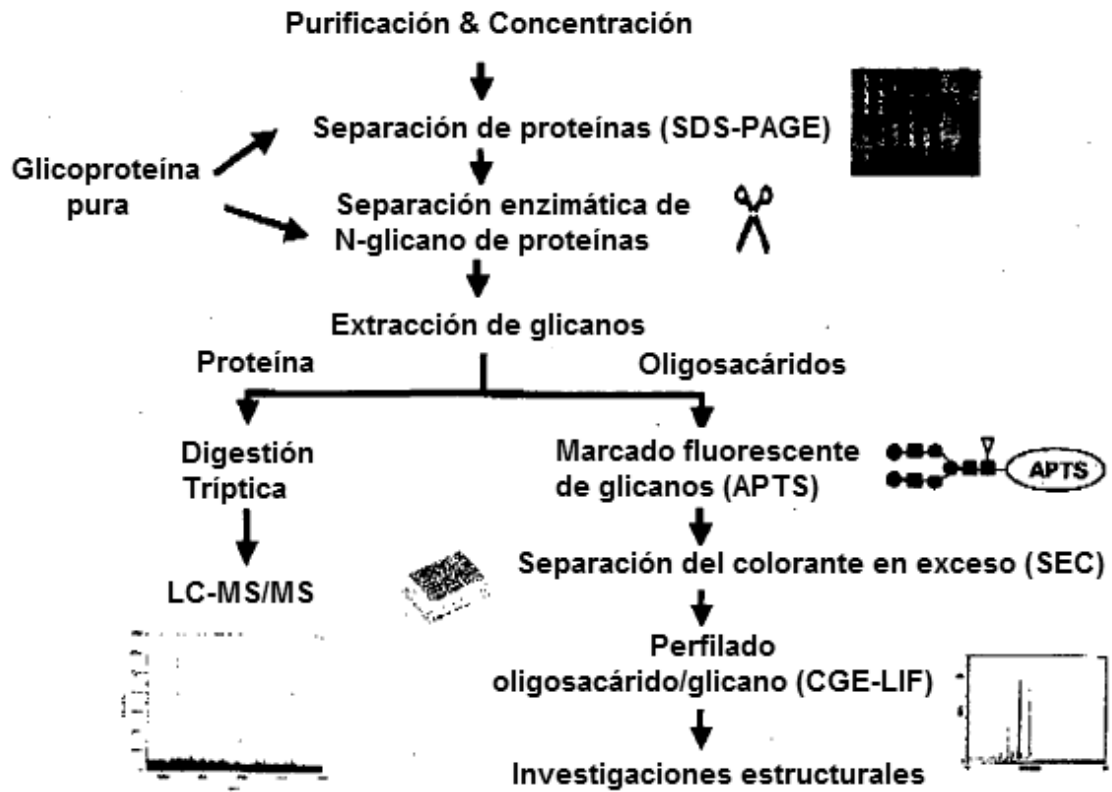 Purificación & Concentración
Separación de proteínas (SDS-PAGE)
Glicoproteína
pura
Separación enzimática de
N-glicano de proteínas
Extracción de glicanos
Proteína
Oligosacáridos
Digestión
Tríptica
Marcado fluorescente
de glicanos (APTS)
APTS
Separación del colorante en exceso (SEC)
LC-MS/MS
Perfilado
oligosacárido/glicano (CGE-LIF)
Investigaciones estructurales